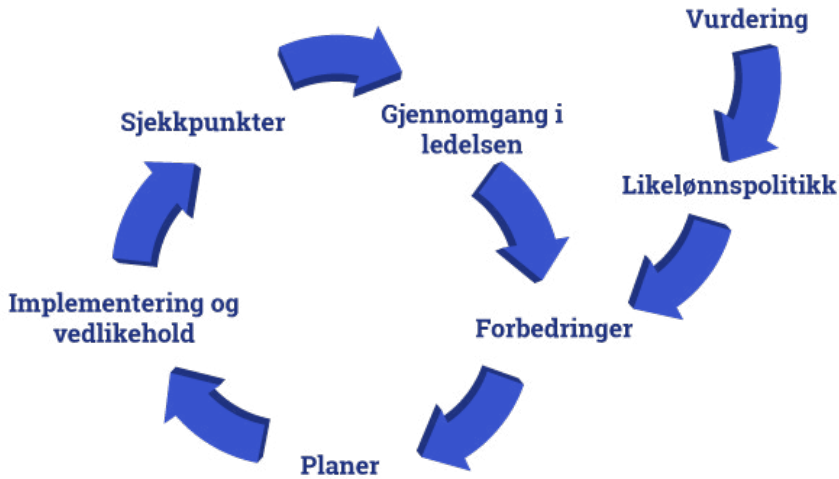 Vurdering
Sjekkpunkter
Gjennomgang i
ledelsen
Likelønnspolitikk
Implementering og
vedlikehold
Forbedringer
Planer